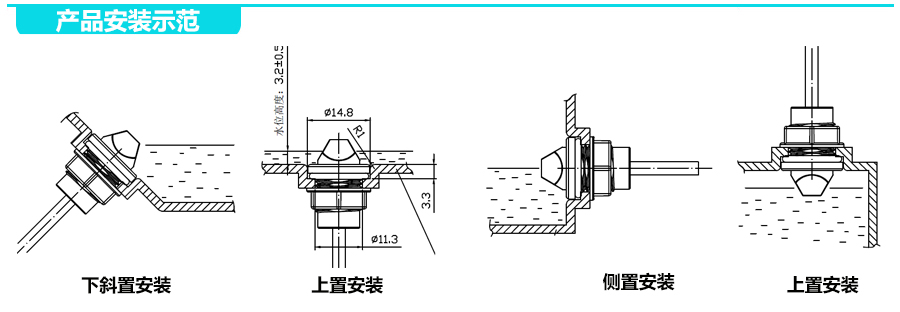 产品安装示范
水位高度：3.2±0.5
ø14.8
R1
3.3
ø11.3
下斜置安装
上置安装
侧置安装
上置安装